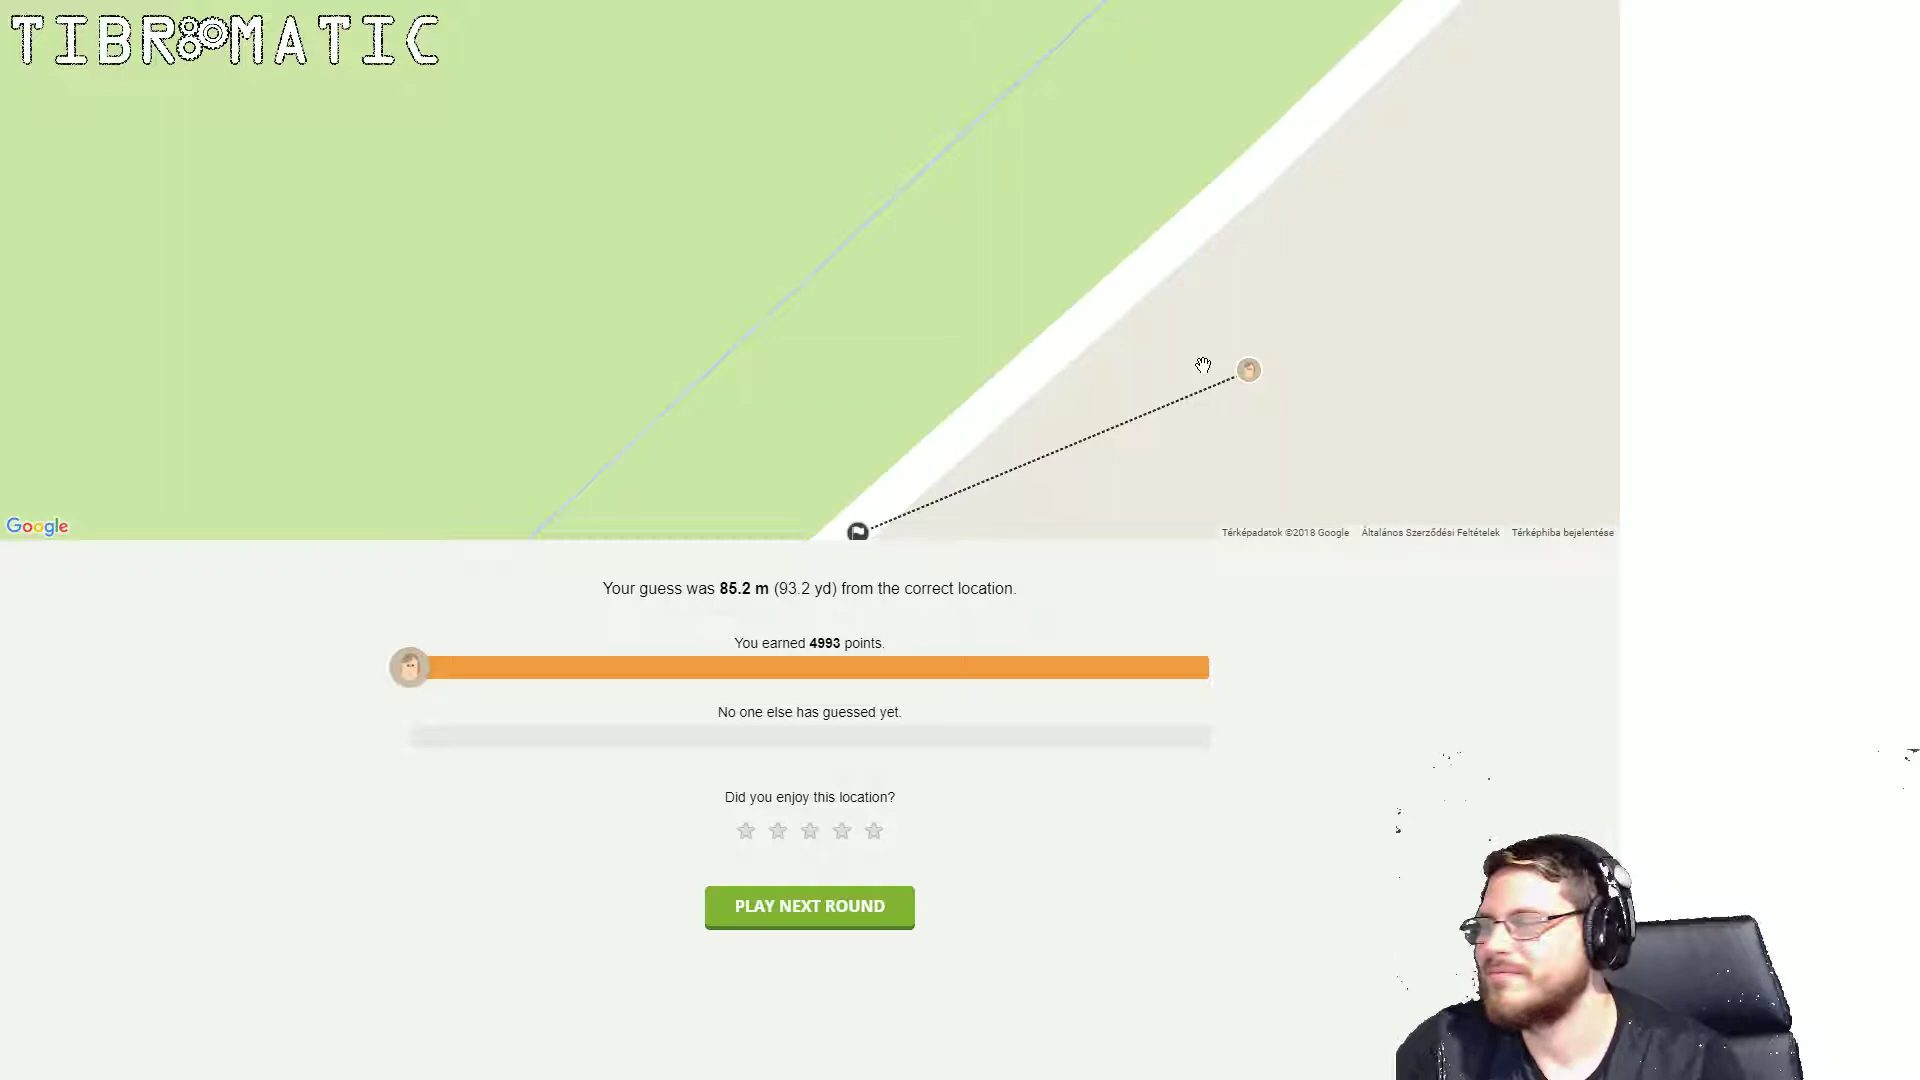 TIBROMATIC
Google
Térképadatok ©2018 Google Általános Szerződési Feltételek Térképhiba bejelentése
Your guess was 85.2 m (93.2 yd) from the correct location.
You earned 4993 points.
No one else has guessed yet.
Did you enjoy this location?
PLAY NEXT ROUND